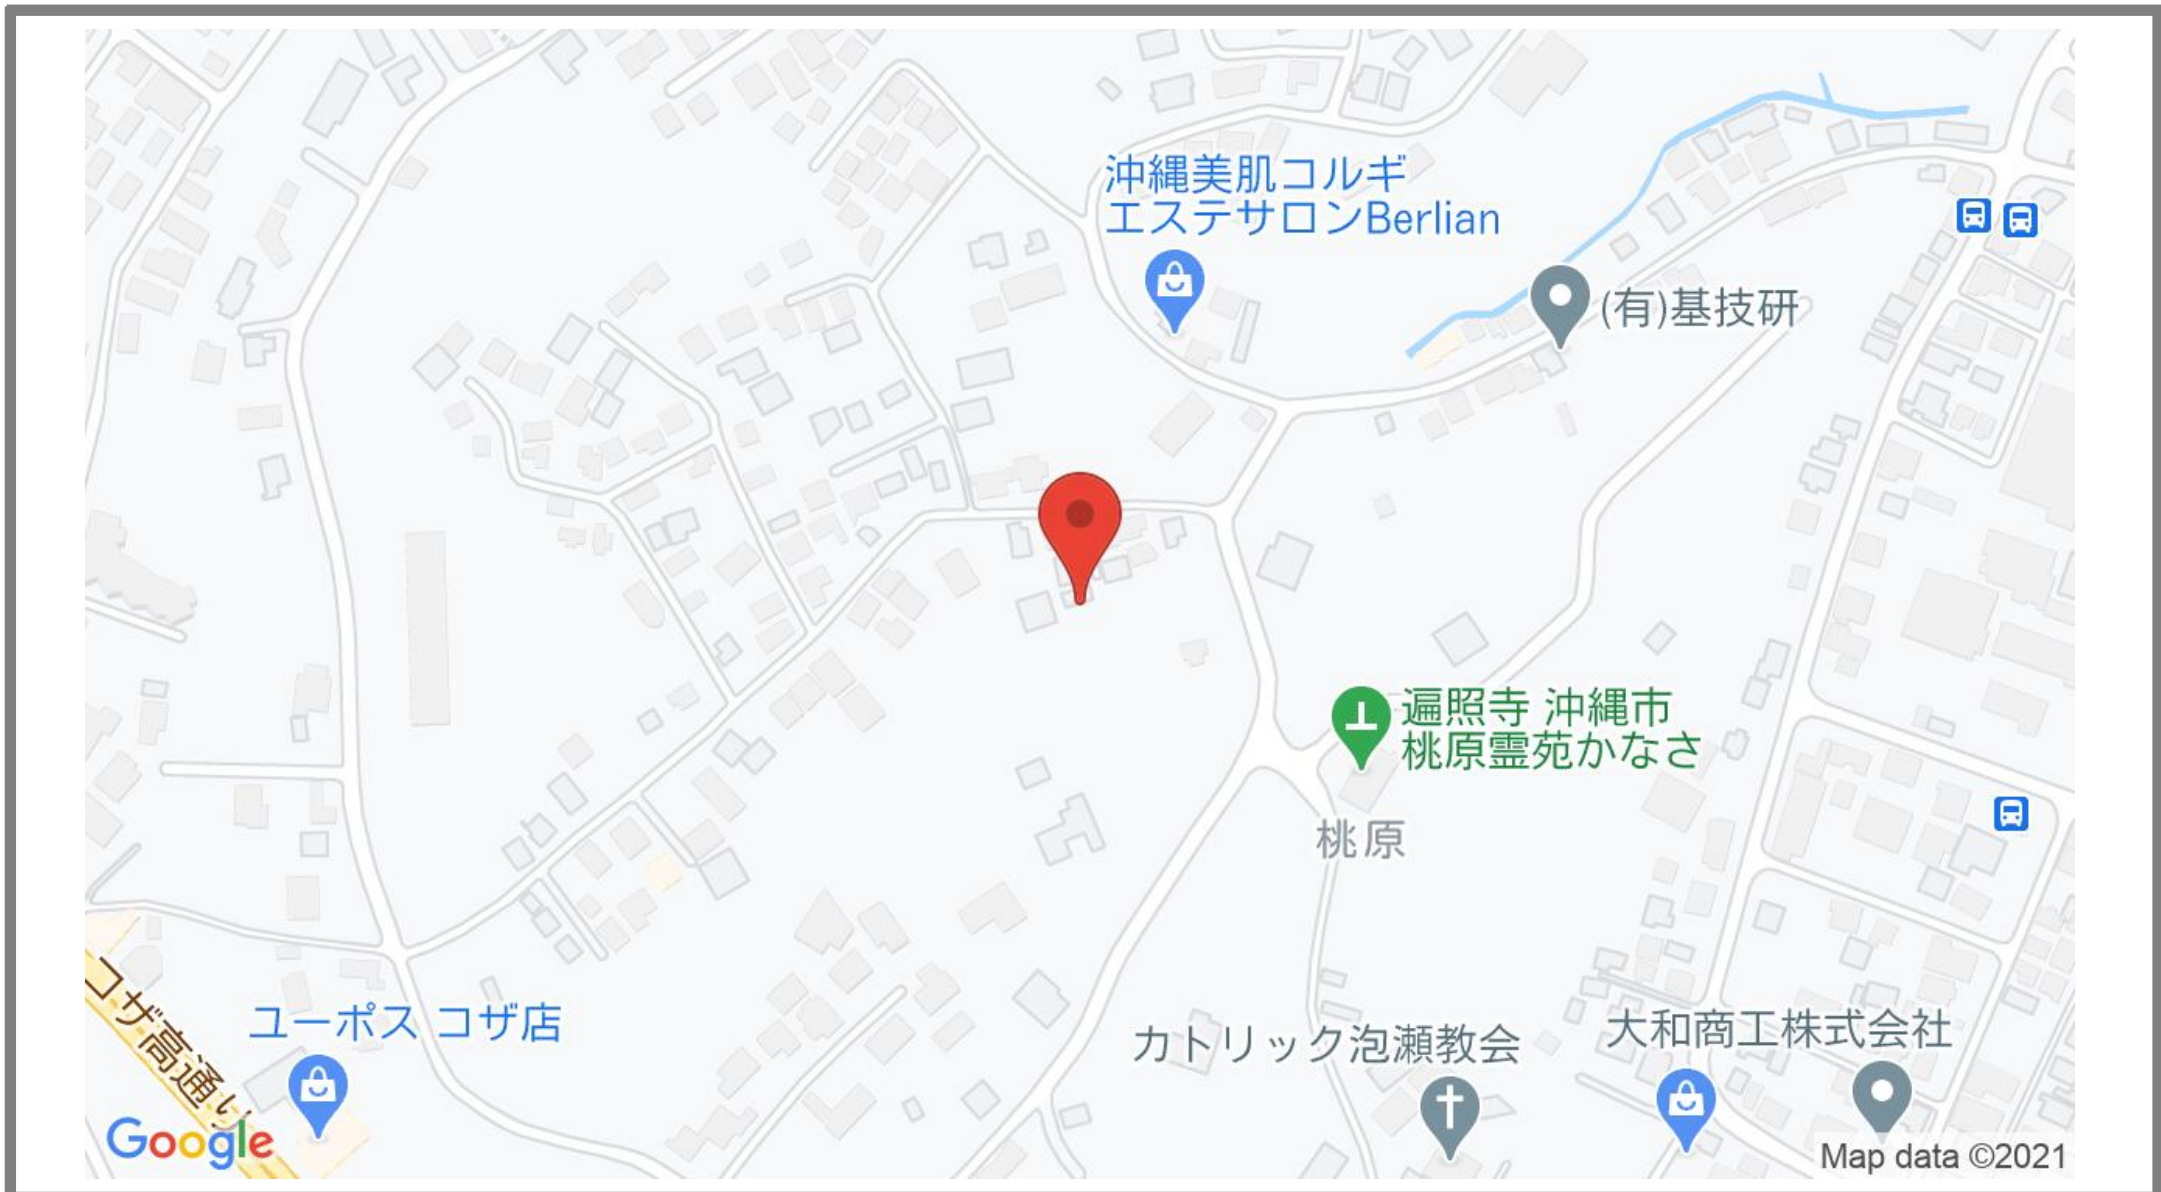 沖縄美肌コルギ
エステサロンBerlian
(有)基技研
遍照寺 沖縄市
桃原霊苑かなさ
桃原
コザ高通り
ユーポス コザ店
カトリック泡瀬教会
大和商工株式会社
Google
Map data ©2021